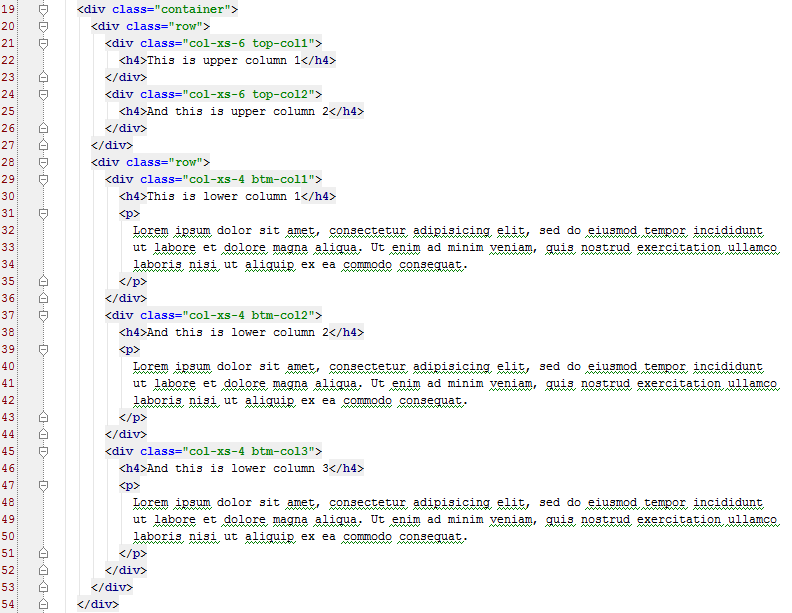 19 <div class="container">
20 <div class="row">
21 <div class="col-xs-6 top-col1">
22 <h4>This is upper column 1</h4>
23 </div>
24 <div class="col-xs-6 top-col2">
25 <h4>And this is upper column 2</h4>
26 </div>
27 </div>
28 <div class="row">
29 <div class="col-xs-4 btm-col1">
30 <h4>This is lower column 1</h4>
31 <p>
32 Lorem ipsum dolor sit amet, consectetur adipisicing elit, sed do eiusmod tempor incididunt
33 ut labore et dolore magna aliqua. Ut enim ad minim veniam, quis nostrud exercitation ullamco
34 laboris nisi ut aliquip ex ea commodo consequat.
35 </p>
36 </div>
37 <div class="col-xs-4 btm-col2">
38 <h4>And this is lower column 2</h4>
39 <p>
40 Lorem ipsum dolor sit amet, consectetur adipisicing elit, sed do eiusmod tempor incididunt
41 ut labore et dolore magna aliqua. Ut enim ad minim veniam, quis nostrud exercitation ullamco
42 laboris nisi ut aliquip ex ea commodo consequat.
43 </p>
44 </div>
45 <div class="col-xs-4 btm-col3">
46 <h4>And this is lower column 3</h4>
47 <p>
48 Lorem ipsum dolor sit amet, consectetur adipisicing elit, sed do eiusmod tempor incididunt
49 ut labore et dolore magna aliqua. Ut enim ad minim veniam, quis nostrud exercitation ullamco
50 laboris nisi ut aliquip ex ea commodo consequat.
51 </p>
52 </div>
53 </div>
54 </div>